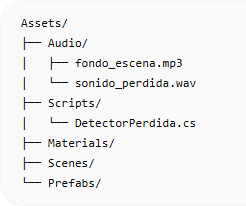 Assets/
├── Audio/
│   ├── fondo_escena.mp3
│   └── sonido_perdida.wav
├── Scripts/
│   └── DetectorPerdida.cs
├── Materials/
├── Scenes/
└── Prefabs/